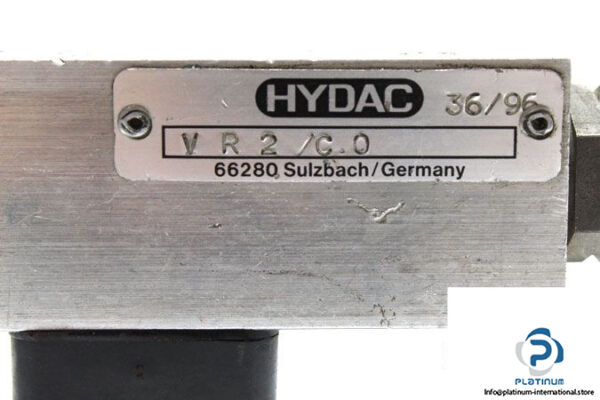 HYDAC 36/96
V R 2 /C.0
66280 Sulzbach/Germany
PLATINUM
Info@platinum-international.store